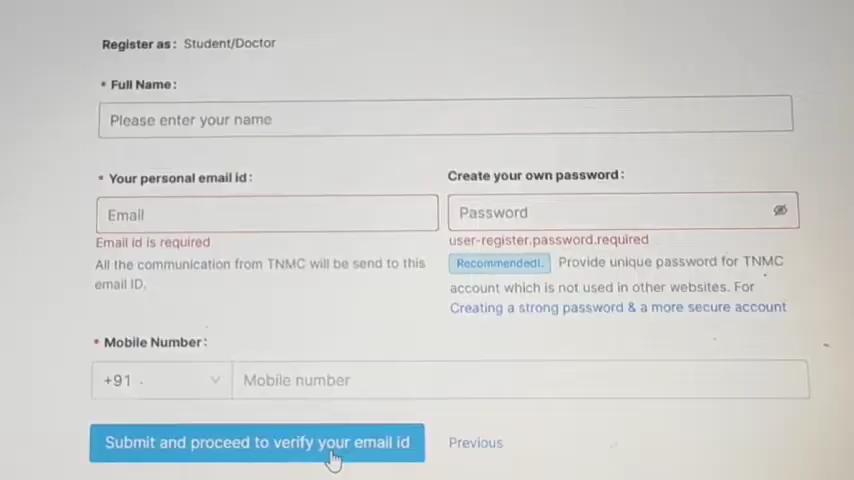 Register as: Student/Doctor
* Full Name:
Please enter your name
* Your personal email id:
Create your own password:
Email
Password
Email id is required
user-register.password.required
All the communication from TNMC will be send to this
email ID.
Recommended!. Provide unique password for TNMC
account which is not used in other websites. For
Creating a strong password & a more secure account
* Mobile Number:
+91
Mobile number
Submit and proceed to verify your email id
Previous